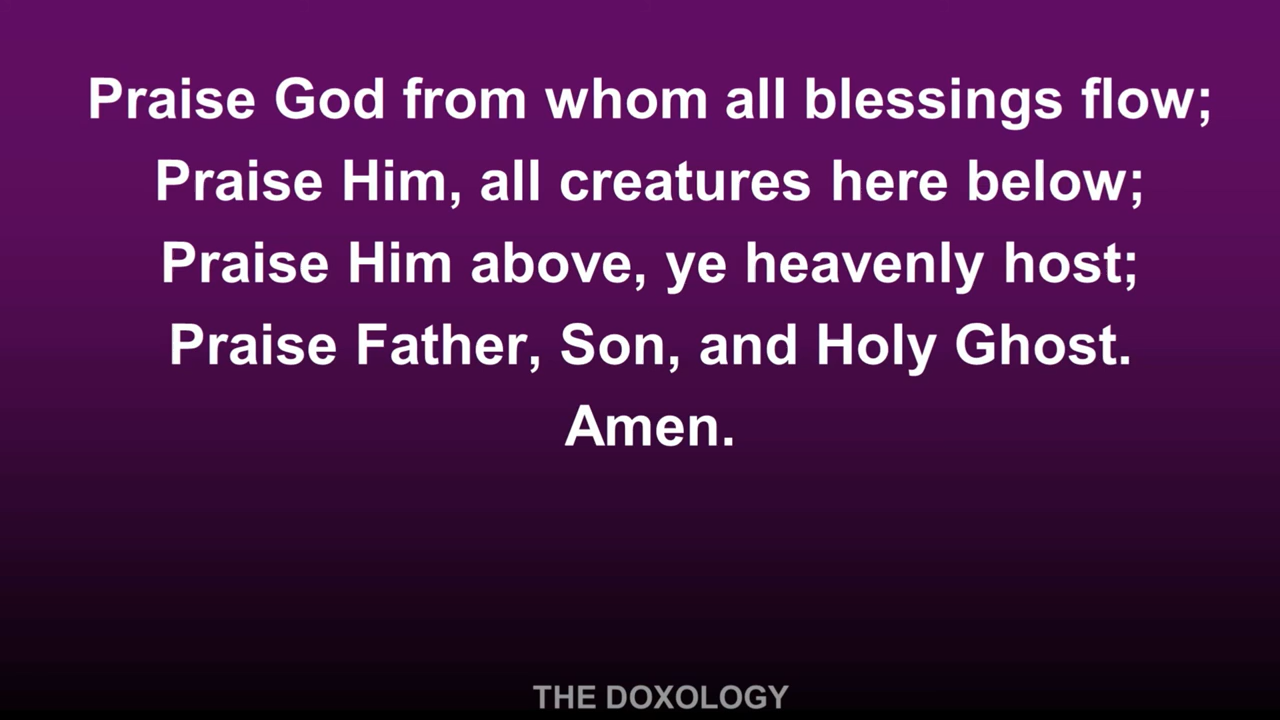 Praise God from whom all blessings flow;
Praise Him, all creatures here below;
Praise Him above, ye heavenly host;
Praise Father, Son, and Holy Ghost.
Amen.
THE DOXOLOGY